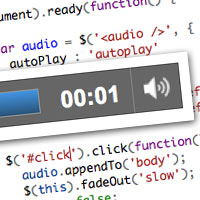 ument).ready(function() {
var audio = $('<audio />', {
autoPlay : 'autoplay'
00:01
$('#click').click(function(
audio.appendTo('body');
$(this).fadeOut('slow');
false;